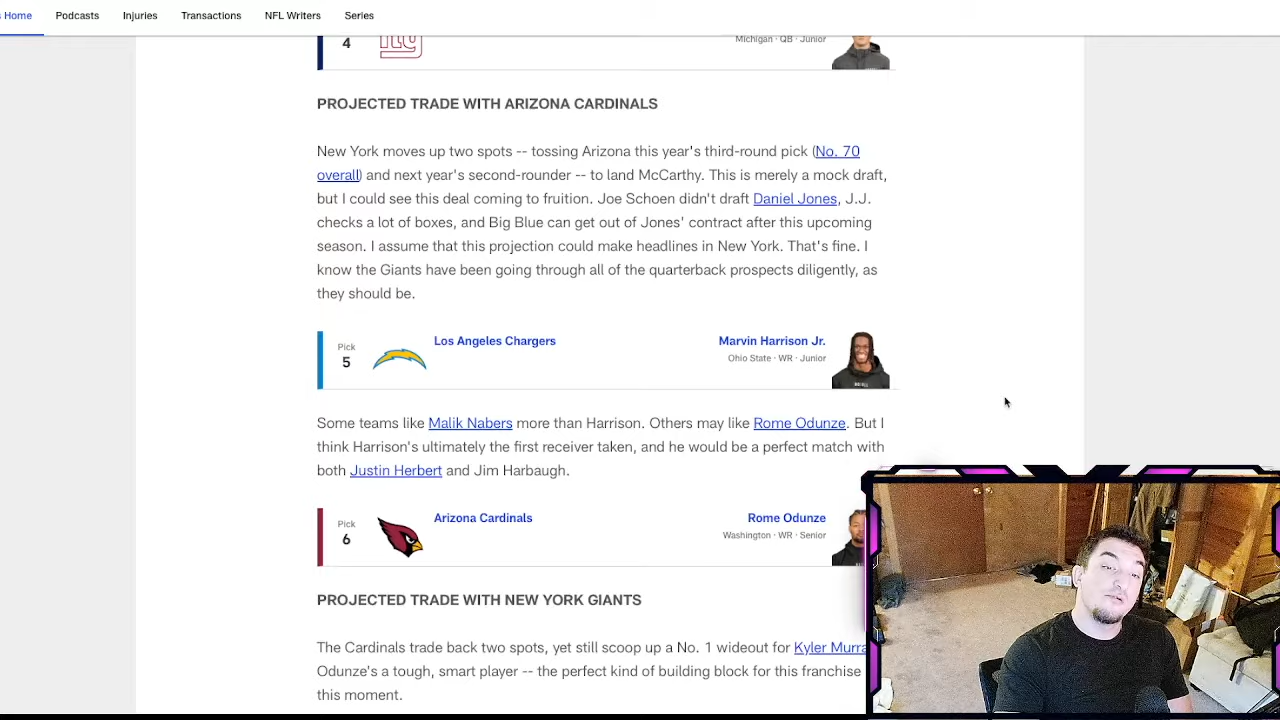 Home
Podcasts
Injuries
Transactions
NFL Writers
Series
4
ny
Michigan · QB · Junior
PROJECTED TRADE WITH ARIZONA CARDINALS
New York moves up two spots -- tossing Arizona this year's third-round pick (No. 70
overall) and next year's second-rounder -- to land McCarthy. This is merely a mock draft,
but I could see this deal coming to fruition. Joe Schoen didn't draft Daniel Jones, J.J.
checks a lot of boxes, and Big Blue can get out of Jones' contract after this upcoming
season. I assume that this projection could make headlines in New York. That's fine. I
know the Giants have been going through all of the quarterback prospects diligently, as
they should be.
Pick
5
Los Angeles Chargers
Marvin Harrison Jr.
Ohio State · WR · Junior
Some teams like Malik Nabers more than Harrison. Others may like Rome Odunze. But I
think Harrison's ultimately the first receiver taken, and he would be a perfect match with
both Justin Herbert and Jim Harbaugh.
Pick
6
Arizona Cardinals
Rome Odunze
Washington · WR · Senior
PROJECTED TRADE WITH NEW YORK GIANTS
The Cardinals trade back two spots, yet still scoop up a No. 1 wideout for Kyler Murra
Odunze's a tough, smart player -- the perfect kind of building block for this franchise
this moment.